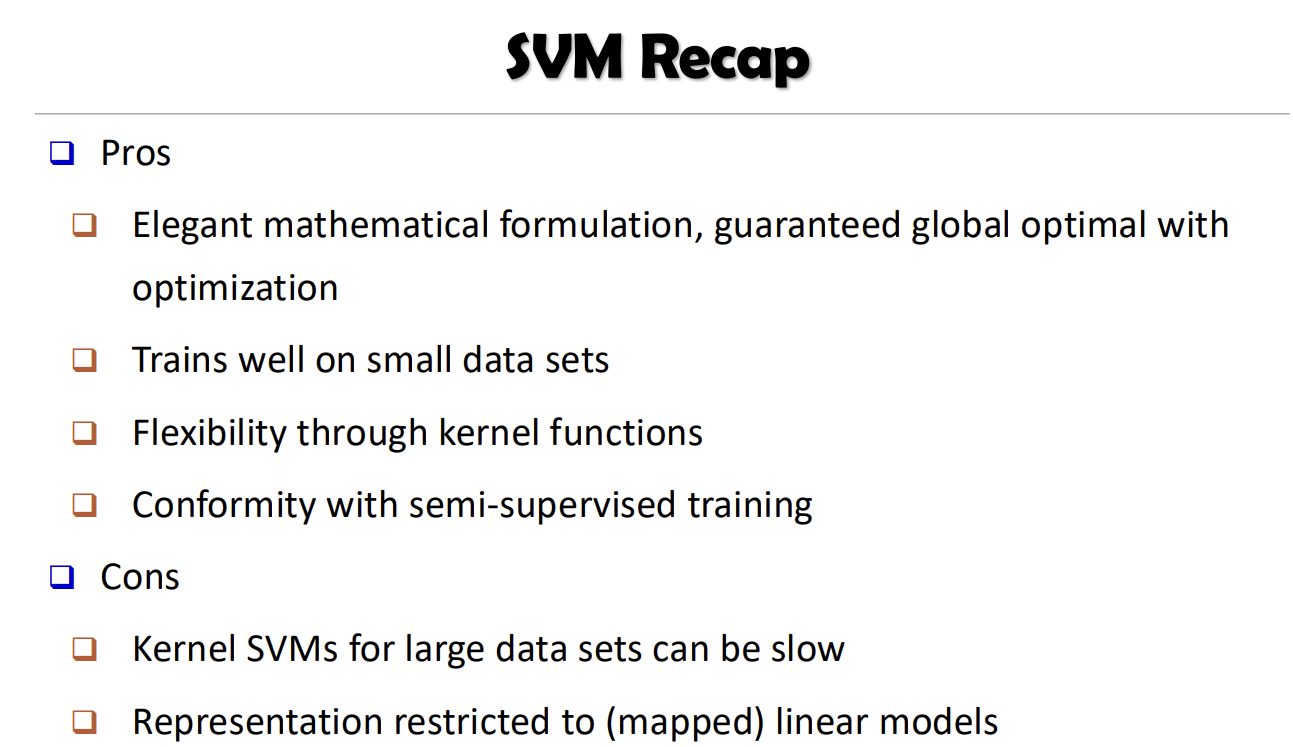 SVM Recap
Pros
Elegant mathematical formulation, guaranteed global optimal with
optimization
Trains well on small data sets
Flexibility through kernel functions
Conformity with semi-supervised training
Cons
Kernel SVMs for large data sets can be slow
Representation restricted to (mapped) linear models